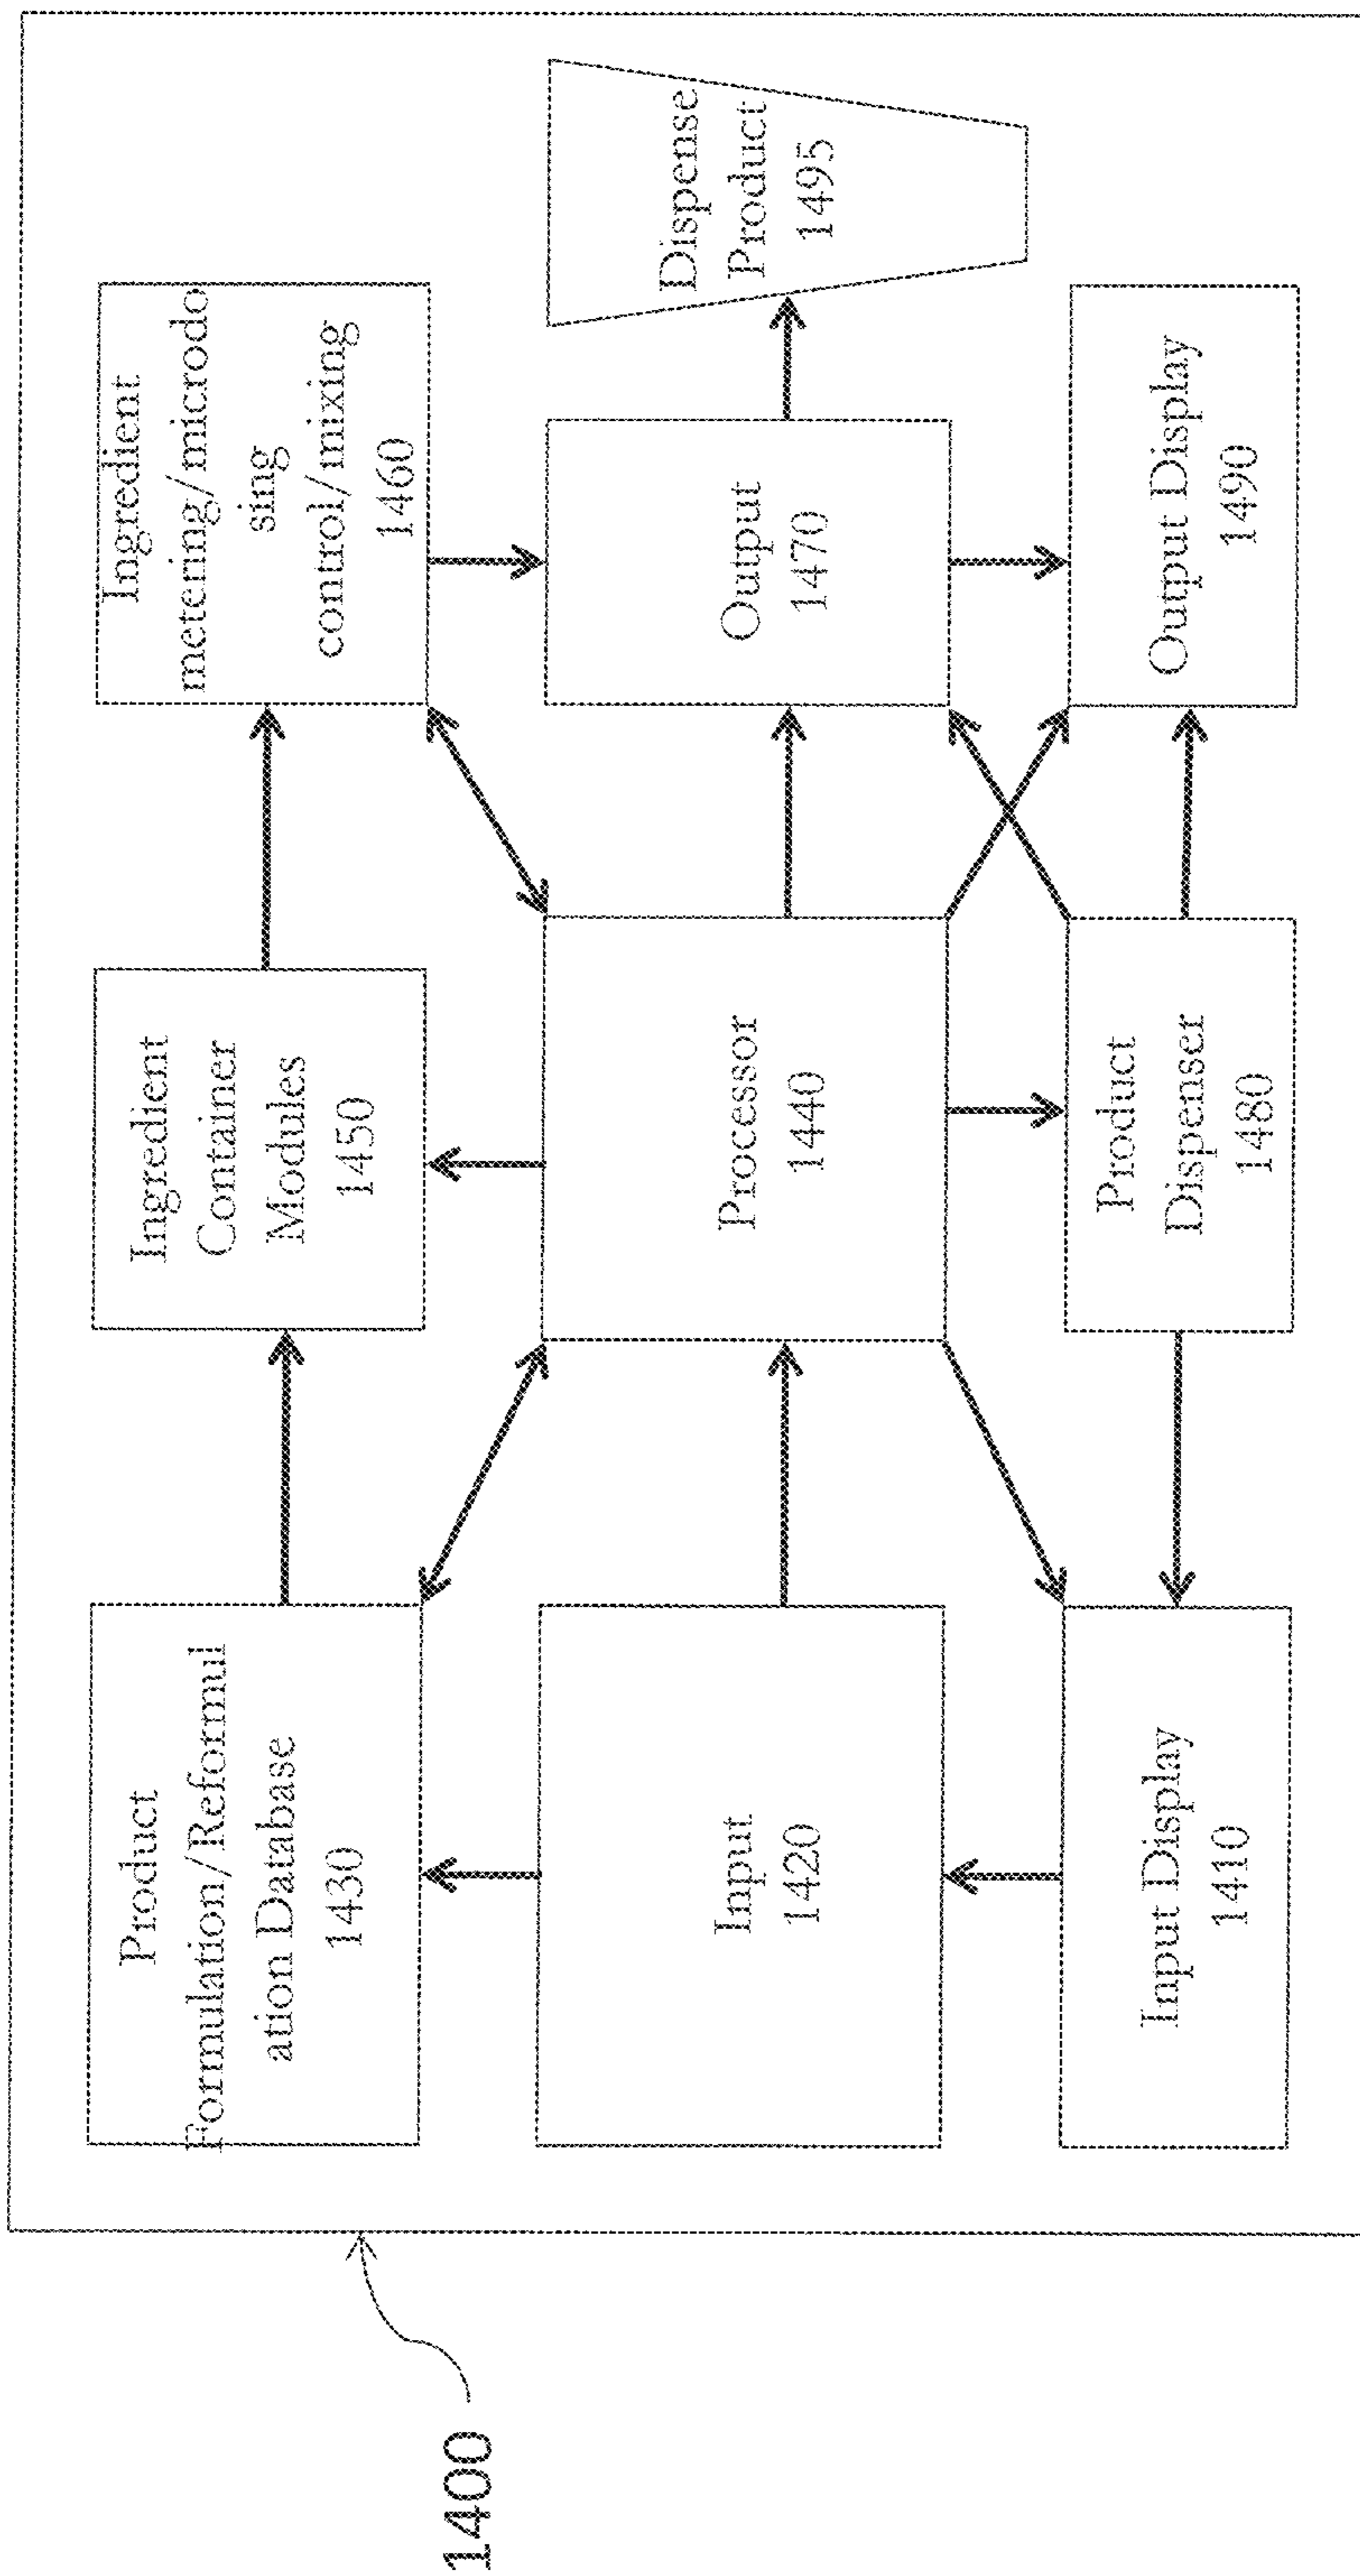 Product
Formulation/Reformul
ation Database
1430
Ingredient
Container
Modules
1450
Ingredient
metering/microdo
sing
control/mixing
1460
Input
1420
Processor
1440
Output
1470
Dispense
Product
1495
Input Display
1410
Product
Dispenser
1480
Output Display
1490
1400